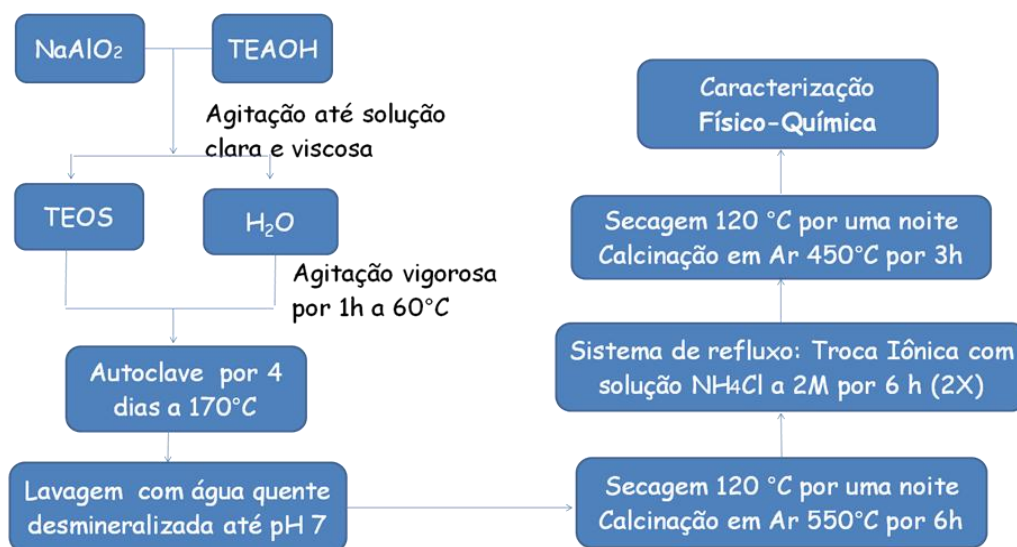 NaAlO₂
TEAOH
Agitação até solução
clara e viscosa
TEOS
H₂O
Agitação vigorosa
por 1h a 60°C
Autoclave por 4
dias a 170°C
Lavagem com água quente
desmineralizada até pH 7
Secagem 120 °C por uma noite
Calcinação em Ar 550°C por 6h
Sistema de refluxo: Troca Iônica com
solução NH₄Cl a 2M por 6 h (2X)
Secagem 120 °C por uma noite
Calcinação em Ar 450°C por 3h
Caracterização
Físico-Química